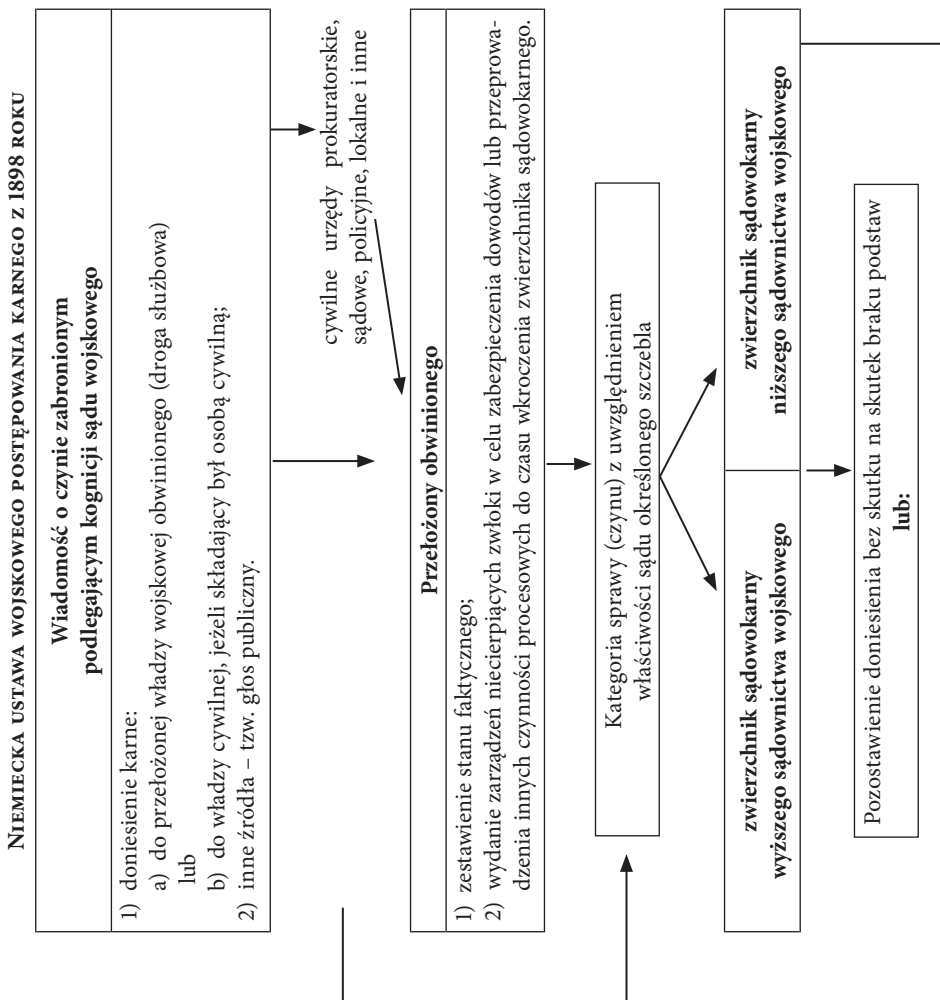 NIEMIECKA USTAWA WOJSKOWEGO POSTĘPOWANIA KARNEGO Z 1898 ROKU
Wiadomość o czynie zabronionym
podlegającym kognicji sądu wojskowego
1) doniesienie karne:
a) do przełożonej władzy wojskowej obwinionego (droga służbowa)
lub
b) do władzy cywilnej, jeżeli składający był osobą cywilną;
2) inne źródła – tzw. głos publiczny.
cywilne urzędy prokuratorskie,
sądowe, policyjne, lokalne i inne
Przełożony obwinionego
1) zestawienie stanu faktycznego;
2) wydanie zarządzeń niecierpiących zwłoki w celu zabezpieczenia dowodów lub przeprowa-
dzenia innych czynności procesowych do czasu wkroczenia zwierzchnika sądowokarnego.
Kategoria sprawy (czynu) z uwzględnieniem
właściwości sądu określonego szczebla
zwierzchnik sądowokarny
wyższego sądownictwa wojskowego
zwierzchnik sądowokarny
niższego sądownictwa wojskowego
Pozostawienie doniesienia bez skutku na skutek braku podstaw
lub: